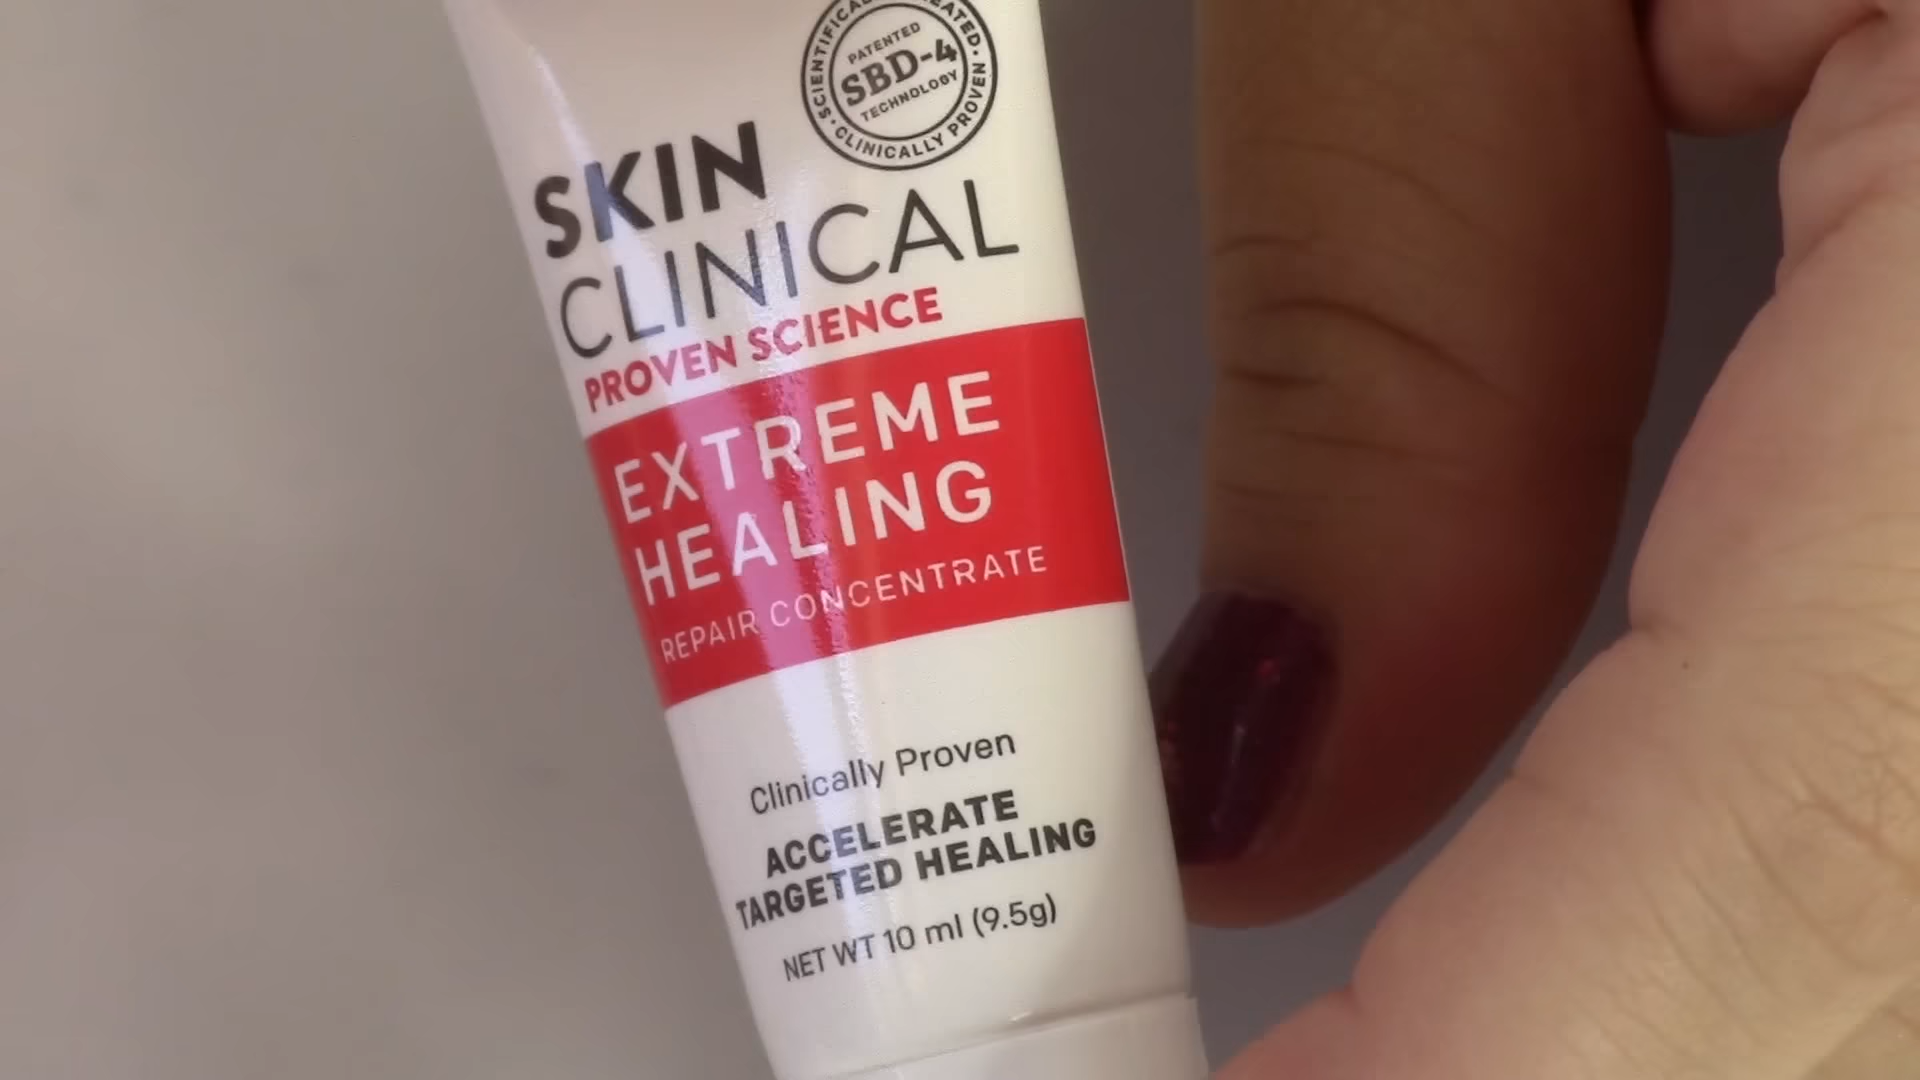 PATENTED
SBD-4
TECHNOLOGY
CLINICALLY PROVEN
SKIN
CLINICAL
PROVEN SCIENCE
EXTREME
HEALING
REPAIR CONCENTRATE
Clinically Proven
ACCELERATE
TARGETED HEALING
NET WT 10 ml (9.5g)